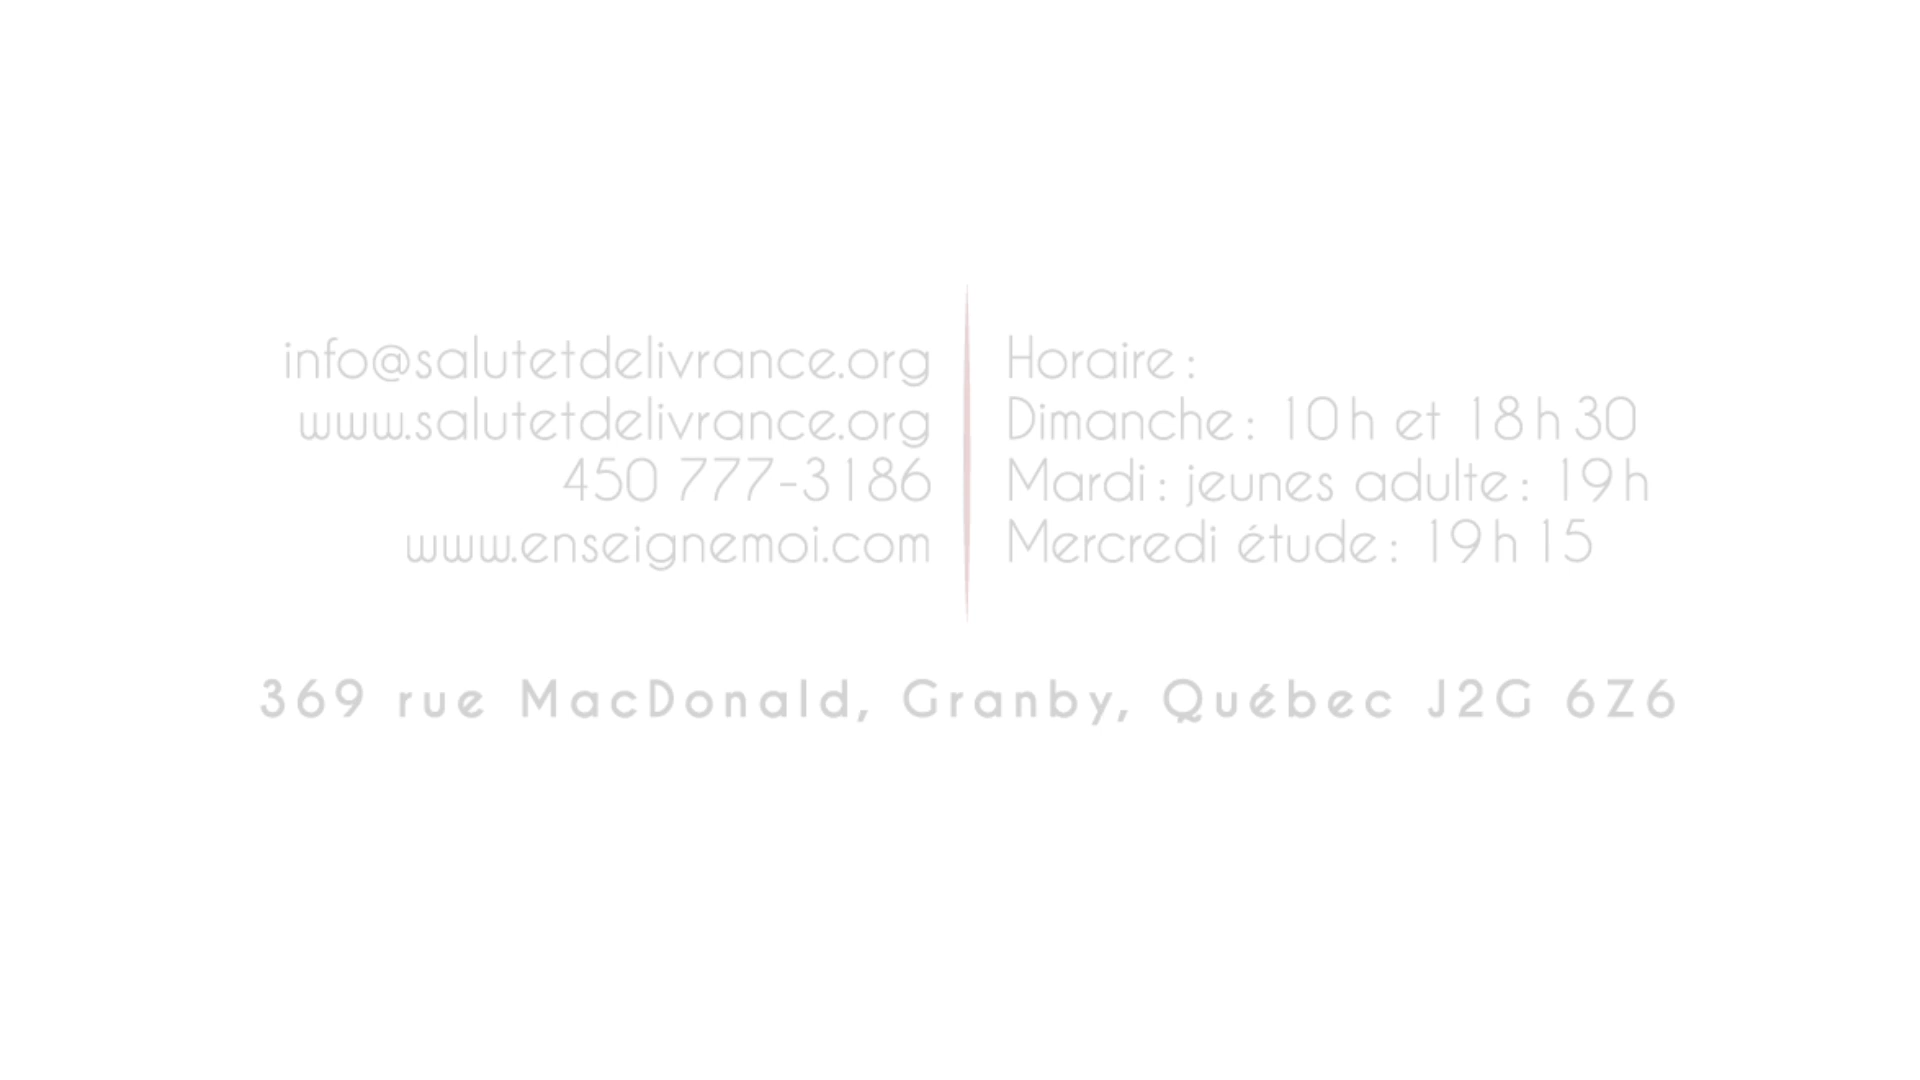 info@salutetdelivrance.org
www.salutetdelivrance.org
450 777-3186
www.enseignemoi.com
Horaire :
Dimanche : 10 h et 18 h 30
Mardi : jeunes adulte : 19 h
Mercredi étude : 19 h 15
369 rue MacDonald, Granby, Québec J2G 6Z6